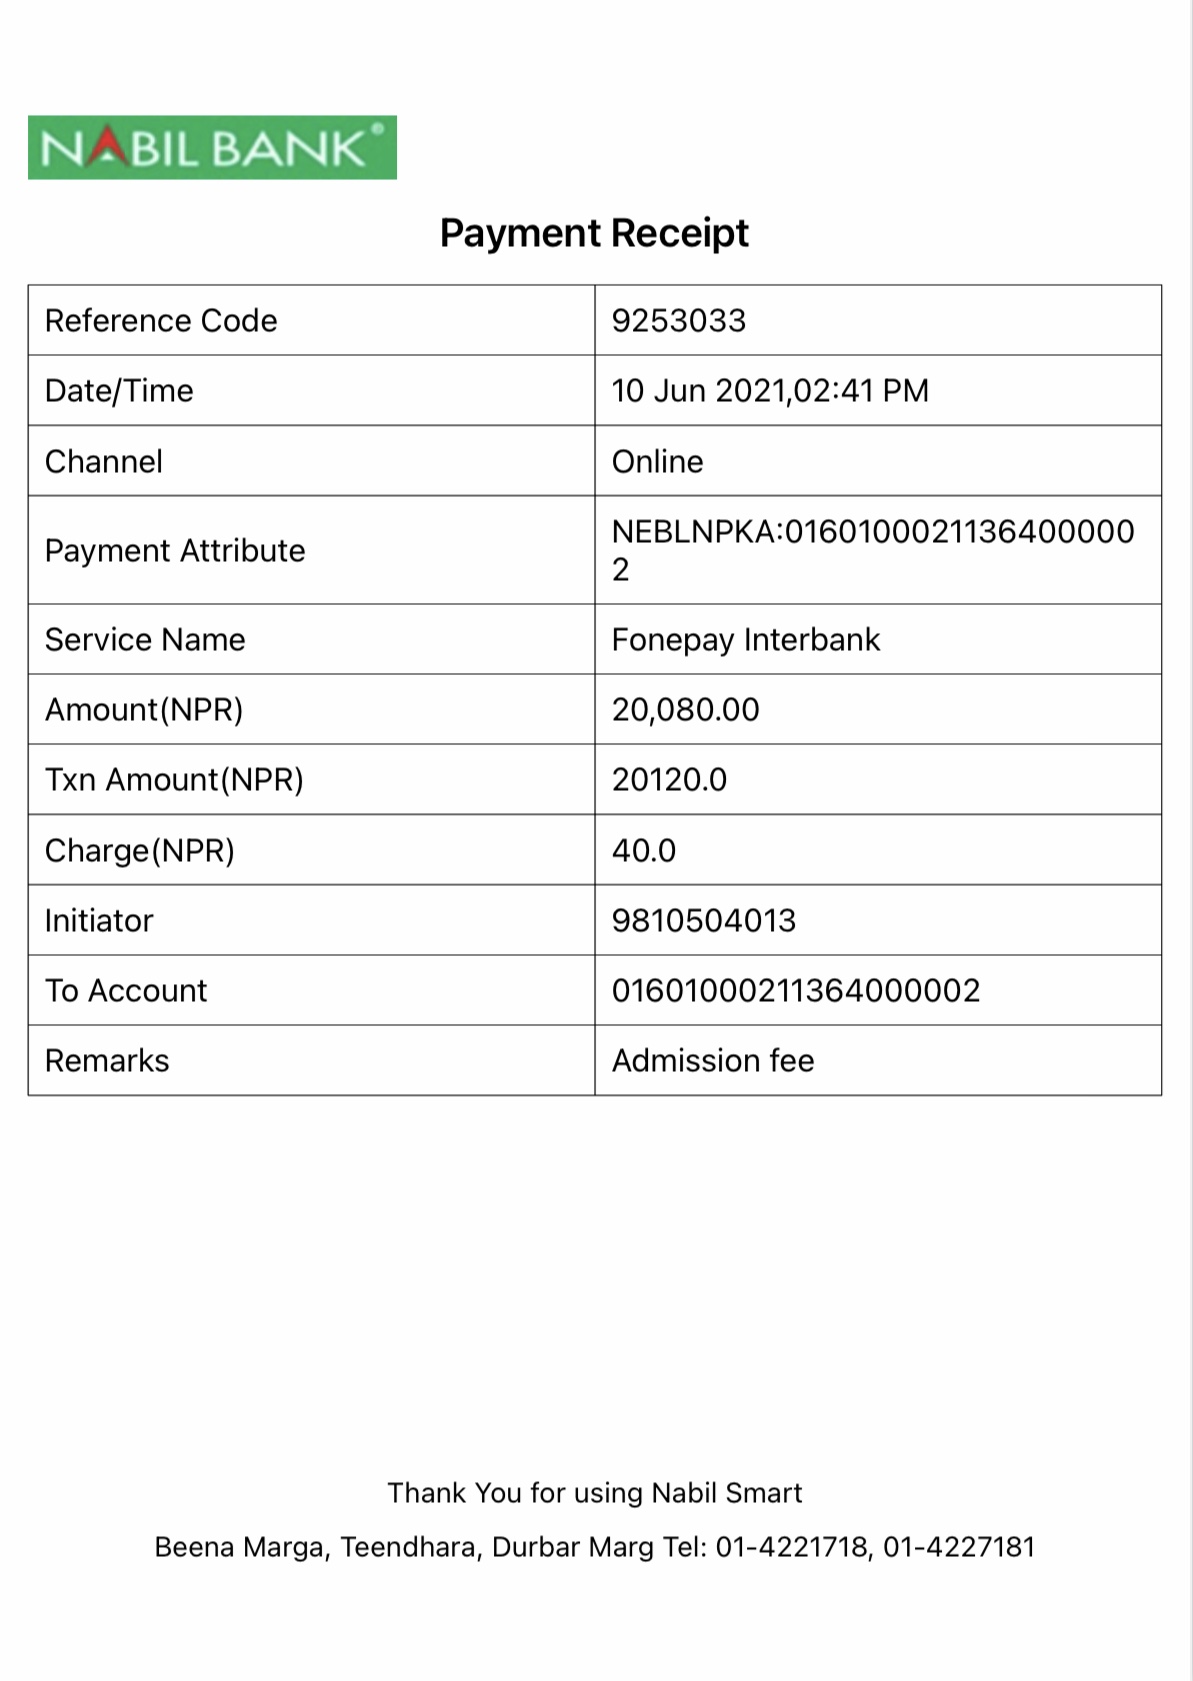 NABIL BANK®
Payment Receipt
Reference Code 9253033
Date/Time 10 Jun 2021,02:41 PM
Channel Online
Payment Attribute NEBLNPKA:0160100021136400000
2
Service Name Fonepay Interbank
Amount(NPR) 20,080.00
Txn Amount(NPR) 20120.0
Charge(NPR) 40.0
Initiator 9810504013
To Account 01601000211364000002
Remarks Admission fee
Thank You for using Nabil Smart
Beena Marga, Teendhara, Durbar Marg Tel: 01-4221718, 01-4227181